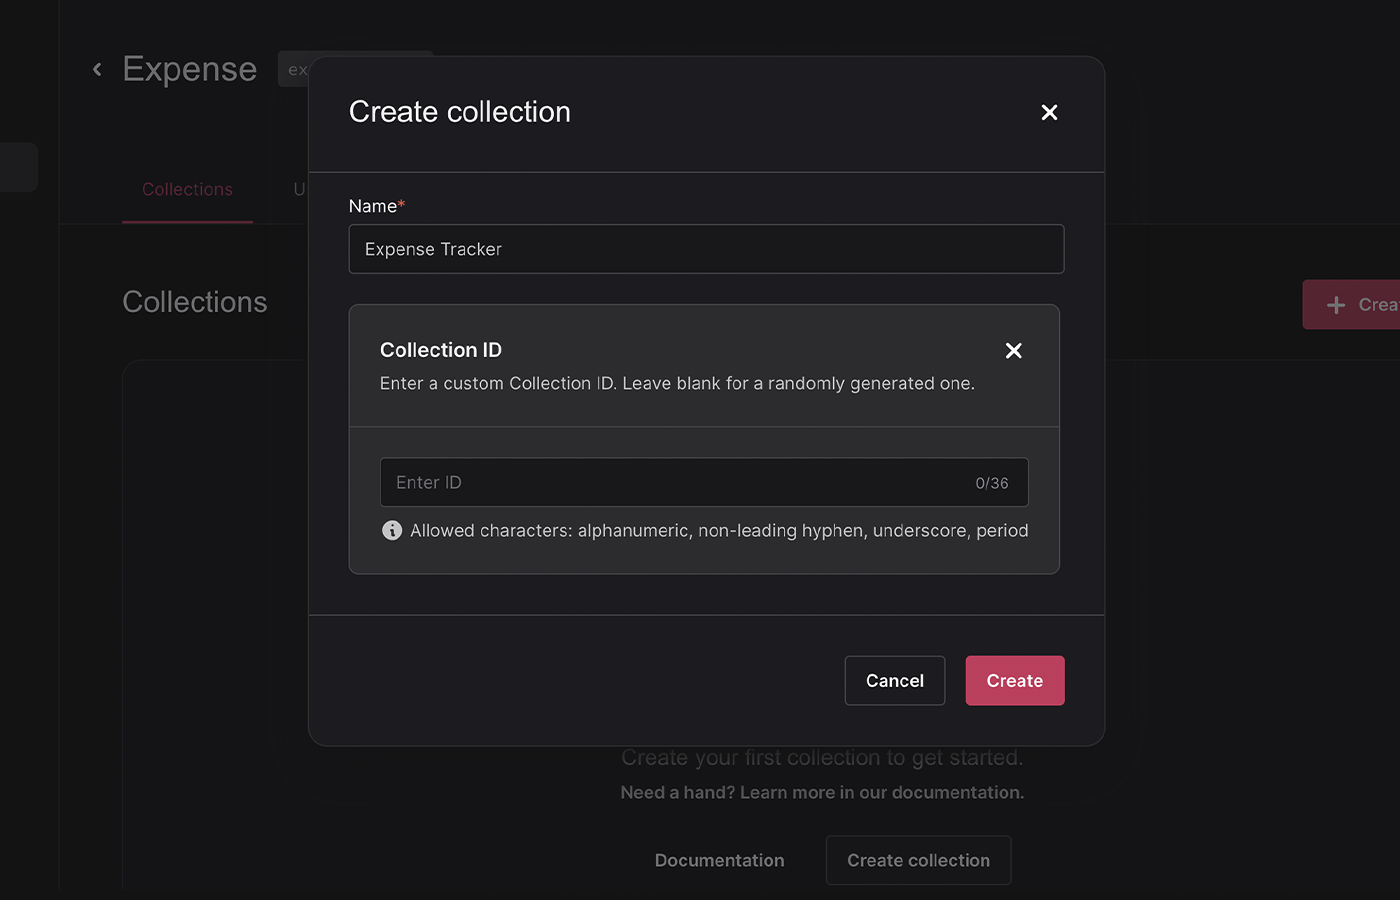 Expense
ex
Create collection
Collections
U
Name*
Expense Tracker
Collections
Crea
Collection ID
Enter a custom Collection ID. Leave blank for a randomly generated one.
Enter ID
0/36
Allowed characters: alphanumeric, non-leading hyphen, underscore, period
Cancel
Create
Create your first collection to get started.
Need a hand? Learn more in our documentation.
Documentation
Create collection